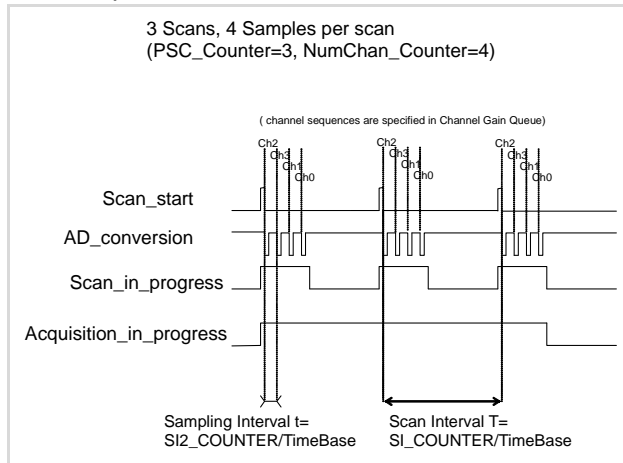 3 Scans, 4 Samples per scan
(PSC_Counter=3, NumChan_Counter=4)
( channel sequences are specified in Channel Gain Queue)
Ch2
Ch3
Ch1
Ch0
Ch2
Ch3
Ch1
Ch0
Ch2
Ch3
Ch1
Ch0
Scan_start
AD_conversion
Scan_in_progress
Acquisition_in_progress
Sampling Interval t=
SI2_COUNTER/TimeBase
Scan Interval T=
SI_COUNTER/TimeBase